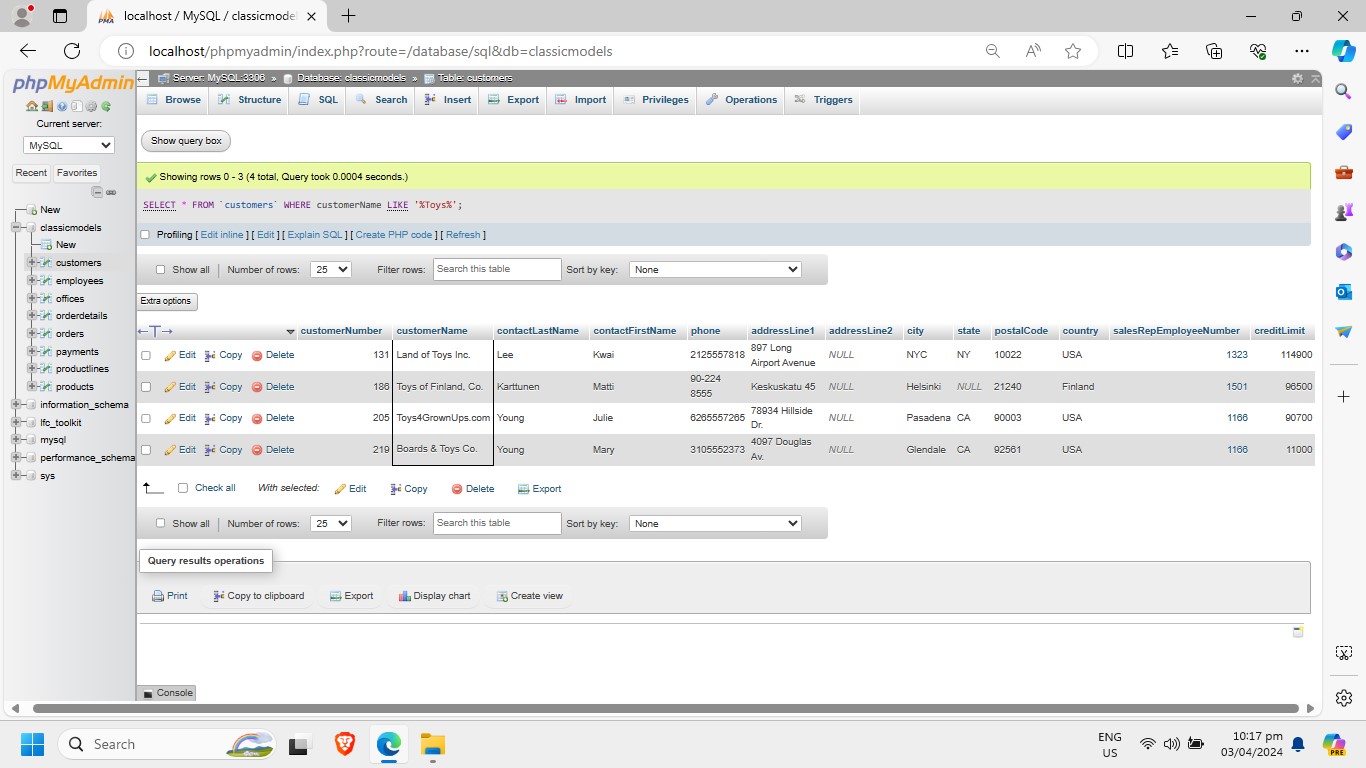 localhost / MySQL / classicmodel
localhost/phpmyadmin/index.php?route=/database/sql&db=classicmodels
phpMyAdmin
Current server:
MySQL
Recent Favorites
New
classicmodels
New
customers
employees
offices
orderdetails
orders
payments
productlines
products
information_schema
lfc_toolkit
mysql
performance_schema
sys
Server: MySQL:3306 » Database: classicmodels » Table: customers
Browse Structure SQL Search Insert Export Import Privileges Operations Triggers
Show query box
Showing rows 0 - 3 (4 total, Query took 0.0004 seconds.)
SELECT * FROM `customers` WHERE customerName LIKE '%Toys%';
Profiling [ Edit inline ] [ Edit ] [ Explain SQL ] [ Create PHP code ] [ Refresh ]
Show all | Number of rows: 25 Filter rows: Search this table Sort by key: None
Extra options
←T→ customerNumber customerName contactLastName contactFirstName phone addressLine1 addressLine2 city state postalCode country salesRepEmployeeNumber creditLimit
Edit Copy Delete 131 Land of Toys Inc. Lee Kwai 2125557818 897 Long Airport Avenue NULL NYC NY 10022 USA 1323 114900
Edit Copy Delete 186 Toys of Finland, Co. Karttunen Matti 90-224 8555 Keskuskatu 45 NULL Helsinki NULL 21240 Finland 1501 96500
Edit Copy Delete 205 Toys4GrownUps.com Young Julie 6265557265 78934 Hillside Dr. NULL Pasadena CA 90003 USA 1166 90700
Edit Copy Delete 219 Boards & Toys Co. Young Mary 3105552373 4097 Douglas Av. NULL Glendale CA 92561 USA 1166 11000
Check all With selected: Edit Copy Delete Export
Show all | Number of rows: 25 Filter rows: Search this table Sort by key: None
Query results operations
Print Copy to clipboard Export Display chart Create view
Console
Search
ENG
US
10:17 pm
03/04/2024
PRE